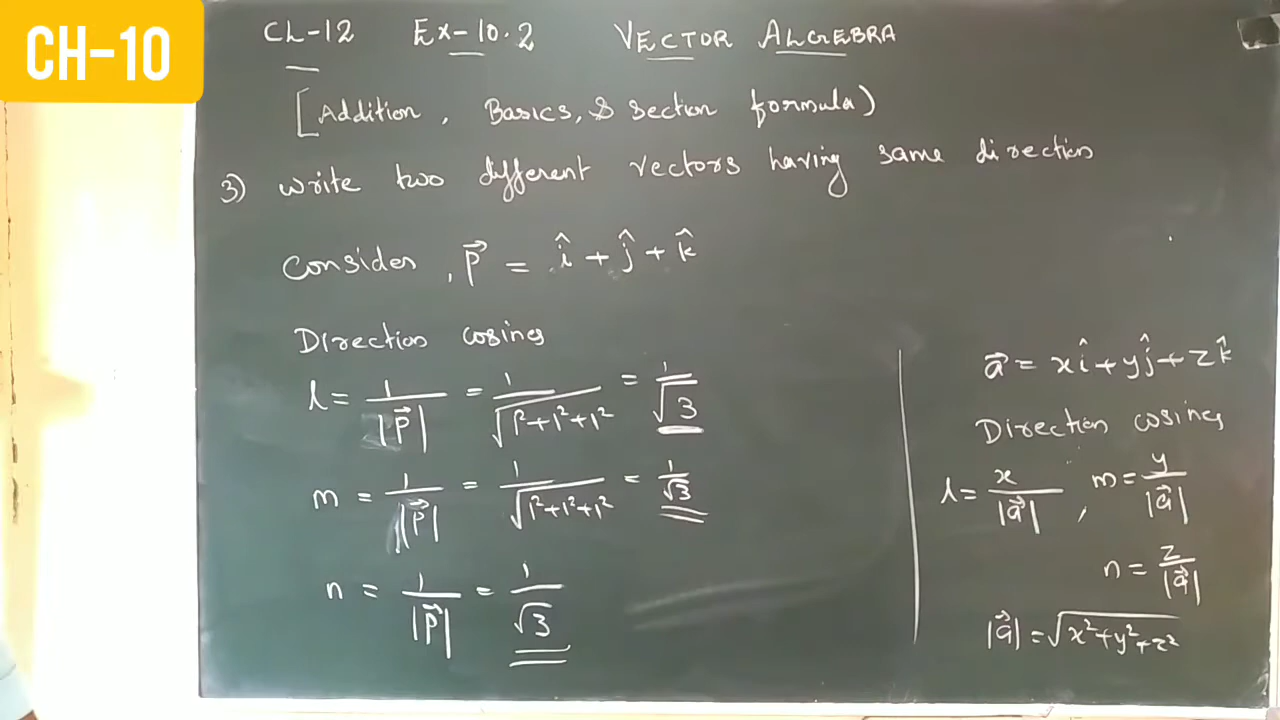 CH-10
CL-12 Ex-10.2 VECTOR ALGEBRA
[Addition, Basics, & section formula)
3) write two different vectors having same direction
Consider, p⃗ = î + ĵ + k̂
Direction cosines
l = 1/|p⃗| = 1/√(1²+1²+1²) = 1/√3
m = 1/|p⃗| = 1/√(1²+1²+1²) = 1/√3
n = 1/|p⃗| = 1/√3
a⃗ = xî + yĵ + zk̂
Direction cosines
l = x/|a⃗| , m = y/|a⃗|
n = z/|a⃗|
|a⃗| = √(x²+y²+z²)